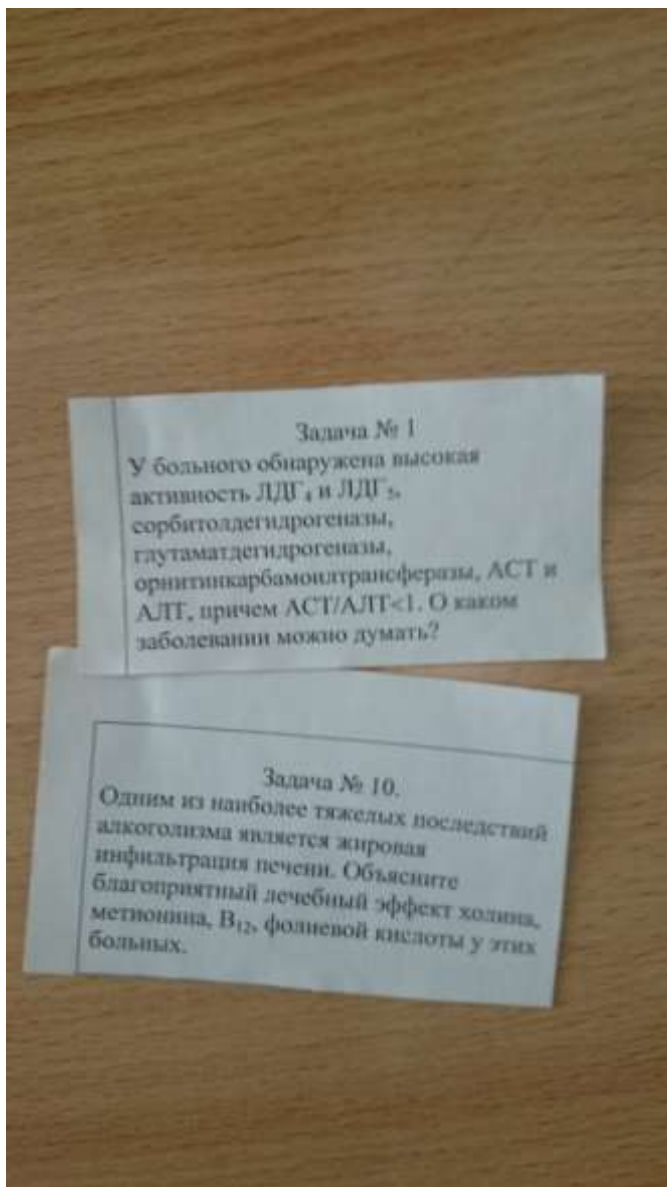 Задача № 1
У больного обнаружена высокая
активность ЛДГ₄ и ЛДГ₅,
сорбитолдегидрогеназы,
глутаматдегидрогеназы,
орнитинкарбамоилтрансферазы, АСТ и
АЛТ, причем АСТ/АЛТ<1. О каком
заболевании можно думать?
Задача № 10.
Одним из наиболее тяжелых последствий
алкоголизма является жировая
инфильтрация печени. Объясните
благоприятный лечебный эффект холина,
метионина, В₁₂, фолиевой кислоты у этих
больных.